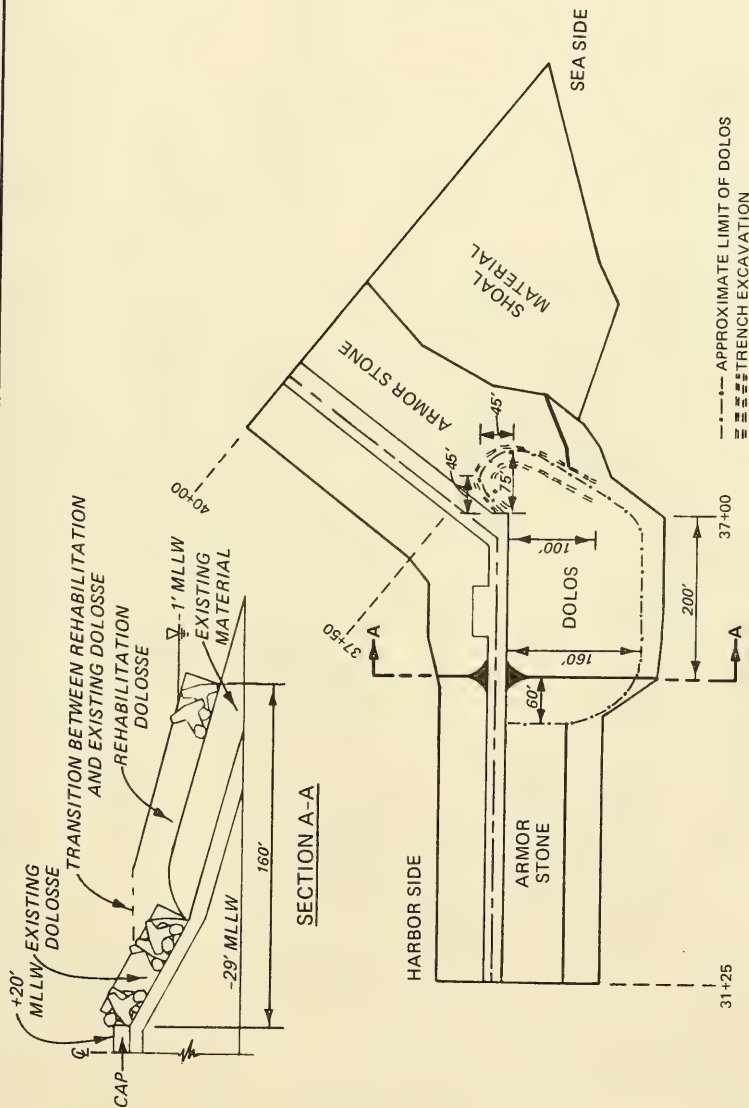 +20'
MLLW
EXISTING
DOLOSSE
TRANSITION BETWEEN REHABILITATION
AND EXISTING DOLOSSE
REHABILITATION
DOLOSSE
-1' MLLW
EXISTING
MATERIAL
℄
CAP
-29' MLLW
160'
SECTION A-A
SEA SIDE
SHOAL
MATERIAL
ARMOR STONE
40+00
37+50
45'
45'
75'
100'
A
A
HARBOR SIDE
DOLOS
160'
60'
200'
ARMOR
STONE
31+25
37+00
APPROXIMATE LIMIT OF DOLOS
TRENCH EXCAVATION